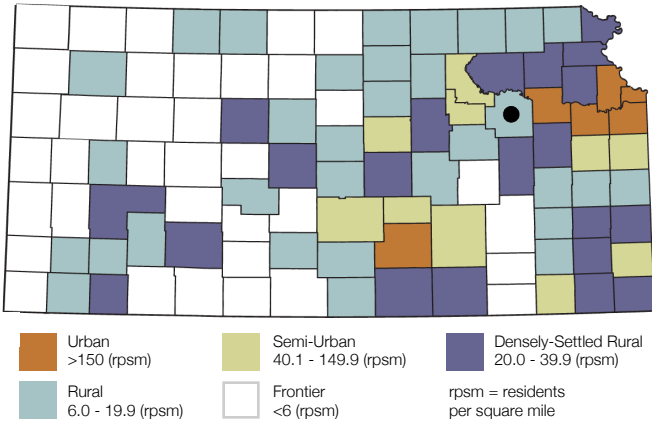 Urban
>150 (rpsm)
Semi-Urban
40.1 - 149.9 (rpsm)
Densely-Settled Rural
20.0 - 39.9 (rpsm)
Rural
6.0 - 19.9 (rpsm)
Frontier
<6 (rpsm)
rpsm = residents
per square mile